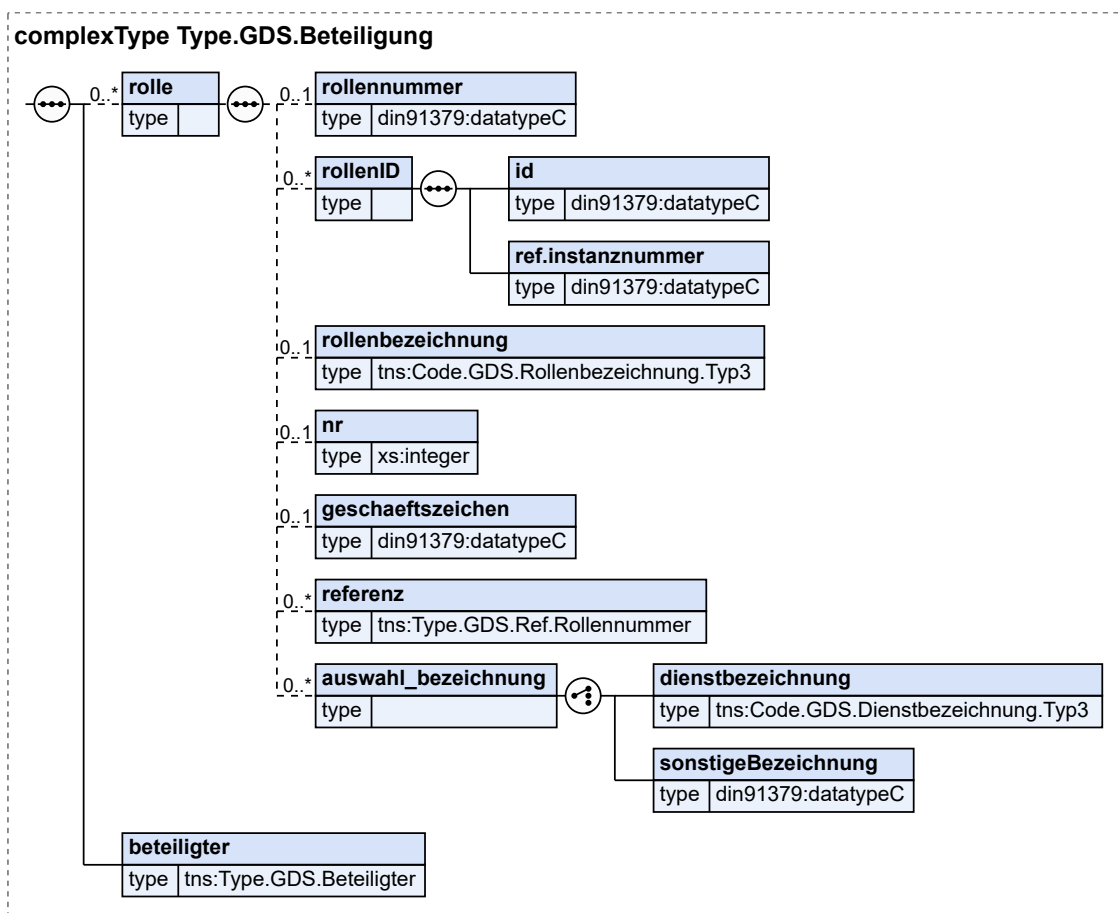 complexType Type.GDS.Beteiligung
0..* rolle
type
0..1 rollennummer
type din91379:datatypeC
0..* rollenID
type
id
type din91379:datatypeC
ref.instanznummer
type din91379:datatypeC
0..1 rollenbezeichnung
type tns:Code.GDS.Rollenbezeichnung.Typ3
0..1 nr
type xs:integer
0..1 geschaeftszeichen
type din91379:datatypeC
0..* referenz
type tns:Type.GDS.Ref.Rollennummer
0..* auswahl_bezeichnung
type
dienstbezeichnung
type tns:Code.GDS.Dienstbezeichnung.Typ3
sonstigeBezeichnung
type din91379:datatypeC
beteiligter
type tns:Type.GDS.Beteiligter